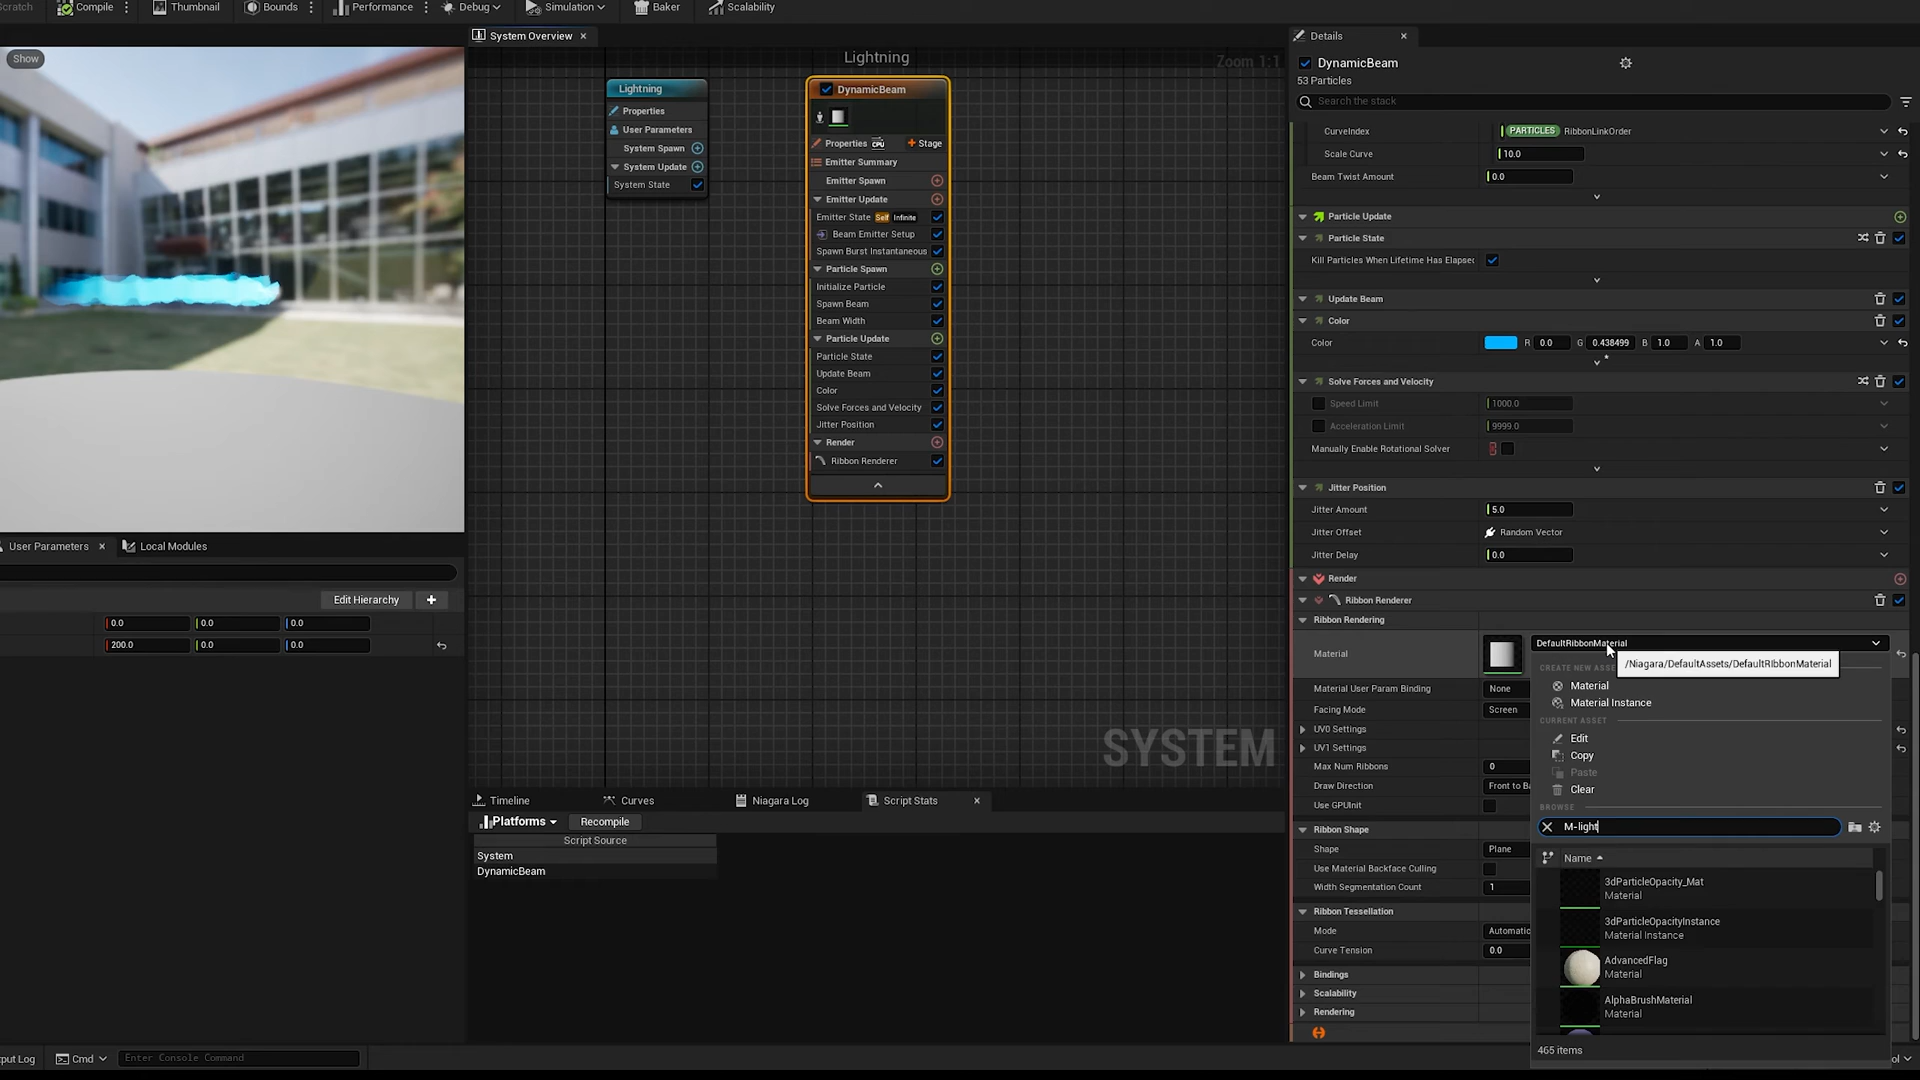 Scratch
Compile
Thumbnail
Bounds
Performance
Debug
Simulation
Baker
Scalability
Show
User Parameters
Local Modules
Edit Hierarchy
0.0 0.0 0.0
200.0 0.0 0.0
put Log
Cmd
Enter Console Command
System Overview
Lightning
Zoom 1:1
Lightning
Properties
User Parameters
System Spawn
System Update
System State
DynamicBeam
Properties CPU + Stage
Emitter Summary
Emitter Spawn
Emitter Update
Emitter State Self Infinite
Beam Emitter Setup
Spawn Burst Instantaneous
Particle Spawn
Initialize Particle
Spawn Beam
Beam Width
Particle Update
Particle State
Update Beam
Color
Solve Forces and Velocity
Jitter Position
Render
Ribbon Renderer
SYSTEM
Timeline
Curves
Niagara Log
Script Stats
Platforms
Recompile
Script Source
System
DynamicBeam
Details
DynamicBeam
53 Particles
Search the stack
CurveIndex PARTICLES RibbonLinkOrder
Scale Curve 10.0
Beam Twist Amount 0.0
Particle Update
Particle State
Kill Particles When Lifetime Has Elapsed
Update Beam
Color
Color R 0.0 G 0.438499 B 1.0 A 1.0
Solve Forces and Velocity
Speed Limit 1000.0
Acceleration Limit 9999.0
Manually Enable Rotational Solver
Jitter Position
Jitter Amount 5.0
Jitter Offset Random Vector
Jitter Delay 0.0
Render
Ribbon Renderer
Ribbon Rendering
Material DefaultRibbonMaterial
/Niagara/DefaultAssets/DefaultRibbonMaterial
Material User Param Binding None
Facing Mode Screen
UV0 Settings
UV1 Settings
Max Num Ribbons 0
Draw Direction Front to Ba
Use GPUInit
Ribbon Shape
Shape Plane
Use Material Backface Culling
Width Segmentation Count 1
Ribbon Tessellation
Mode Automatic
Curve Tension 0.0
Bindings
Scalability
Rendering
CREATE NEW ASSE
Material
Material Instance
CURRENT ASSET
Edit
Copy
Paste
Clear
BROWSE
M-light
Name
3dParticleOpacity_Mat
Material
3dParticleOpacityInstance
Material Instance
AdvancedFlag
Material
AlphaBrushMaterial
Material
465 items
ol